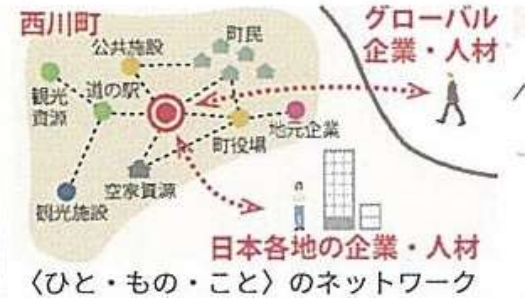 西川町
グローバル
企業・人材
公共施設
町民
観光
資源
道の駅
町役場
地元企業
空家資源
観光施設
日本各地の企業・人材
〈ひと・もの・こと〉のネットワーク